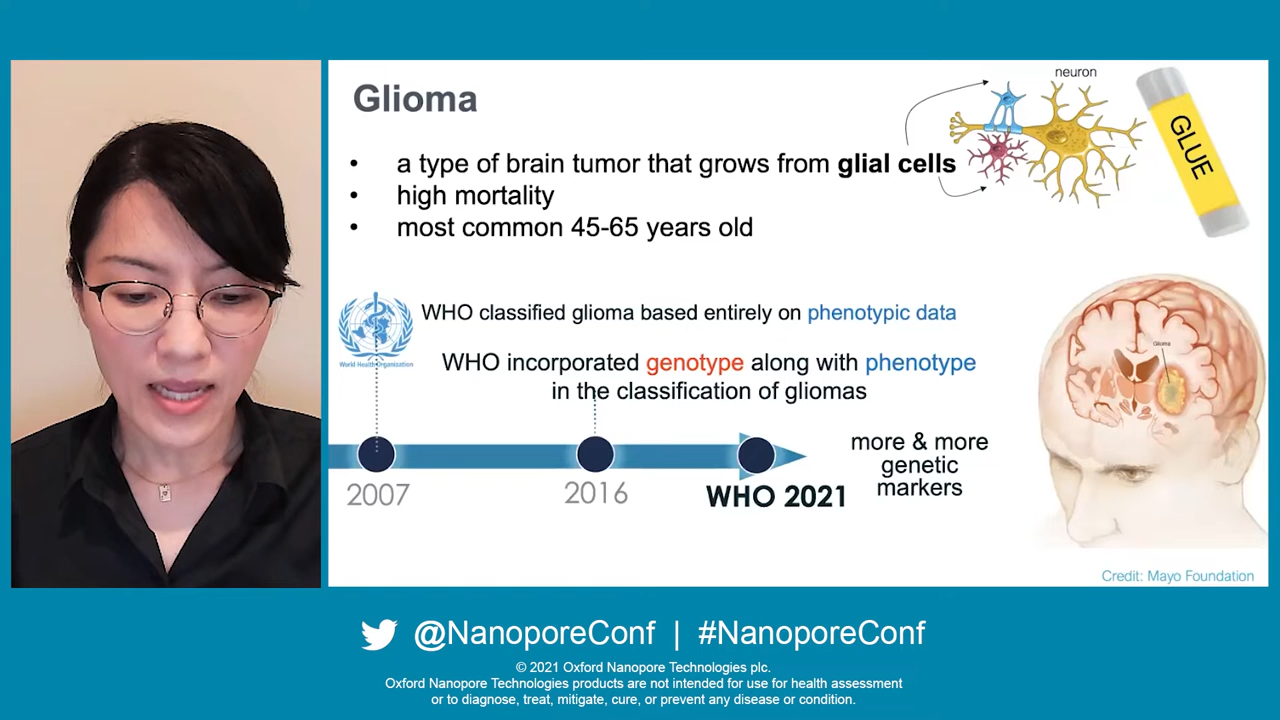 Glioma
neuron
GLUE
• a type of brain tumor that grows from glial cells
• high mortality
• most common 45-65 years old
World Health Organization
WHO classified glioma based entirely on phenotypic data
WHO incorporated genotype along with phenotype
in the classification of gliomas
Glioma
2007
2016
WHO 2021
more & more
genetic
markers
Credit: Mayo Foundation
@NanoporeConf | #NanoporeConf
© 2021 Oxford Nanopore Technologies plc.
Oxford Nanopore Technologies products are not intended for use for health assessment
or to diagnose, treat, mitigate, cure, or prevent any disease or condition.